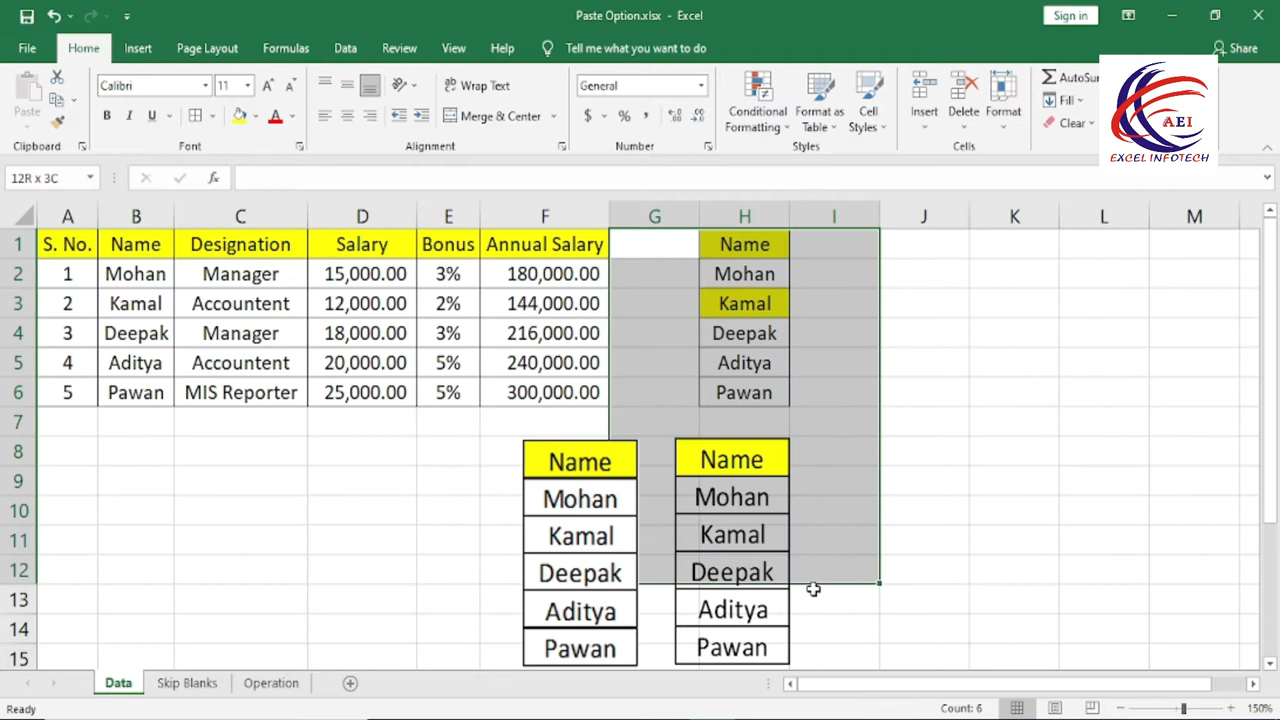 Paste Option.xlsx - Excel
Sign in
File Home Insert Page Layout Formulas Data Review View Help Tell me what you want to do Share
Paste
Calibri 11 A A
B I U A
Wrap Text
Merge & Center
General
$ % ,
Conditional Formatting
Format as Table
Cell Styles
Insert Delete Format
AutoSu
Fill
Clear
AEI
EXCEL INFOTECH
Clipboard Font Alignment Number Styles Cells
12R x 3C fx
A B C D E F G H I J K L M
1 S. No. Name Designation Salary Bonus Annual Salary Name
2 1 Mohan Manager 15,000.00 3% 180,000.00 Mohan
3 2 Kamal Accountent 12,000.00 2% 144,000.00 Kamal
4 3 Deepak Manager 18,000.00 3% 216,000.00 Deepak
5 4 Aditya Accountent 20,000.00 5% 240,000.00 Aditya
6 5 Pawan MIS Reporter 25,000.00 5% 300,000.00 Pawan
7
8 Name Name
9 Mohan Mohan
10 Kamal Kamal
11 Deepak Deepak
12
13 Aditya Aditya
14 Pawan Pawan
15
Data Skip Blanks Operation
Ready Count: 6 150%